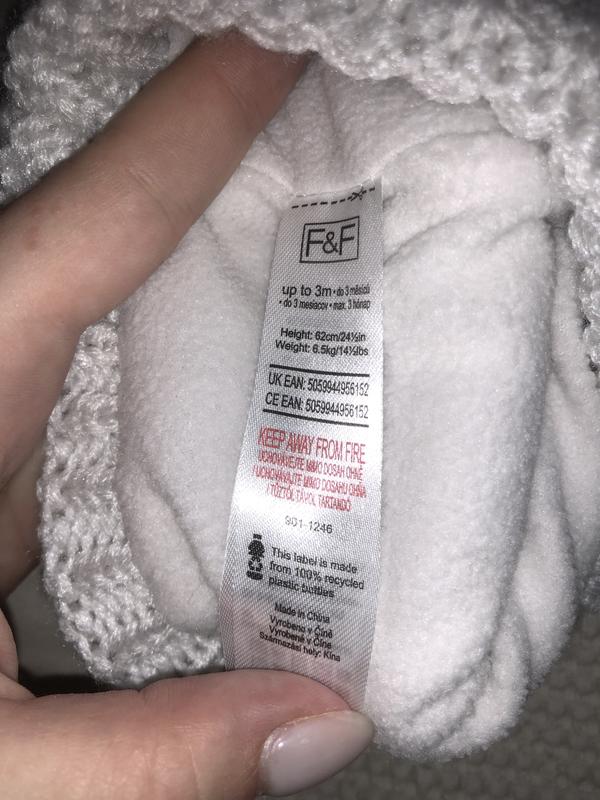 F&F
up to 3m • do 3 měsíců
• do 3 mesiacov • max. 3 hónap
Height: 62cm/24½in
Weight: 6.5kg/14½lbs
UK EAN: 5059944956152
CE EAN: 5059944956152
KEEP AWAY FROM FIRE
UCHOVÁVEJTE MIMO DOSAH OHNĚ
/ UCHOVÁVAJTE MIMO DOSAHU OHŇA
/ TŰZTŐL TÁVOL TARTANDÓ
901-1246
This label is made
from 100% recycled
plastic bottles
Made in China
Vyrobeno v Číně
Vyrobené v Číne
Származási hely: Kína